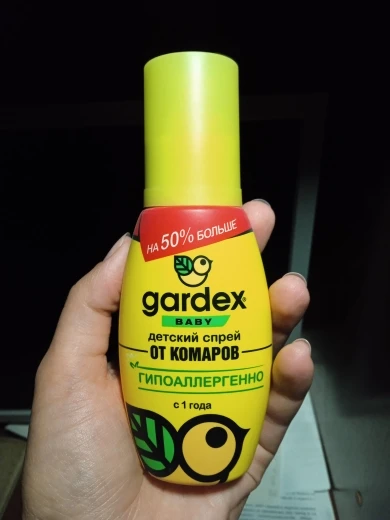 НА 50% БОЛЬШЕ
gardex®
BABY
детский спрей
ОТ КОМАРОВ
ГИПОАЛЛЕРГЕННО
с 1 года